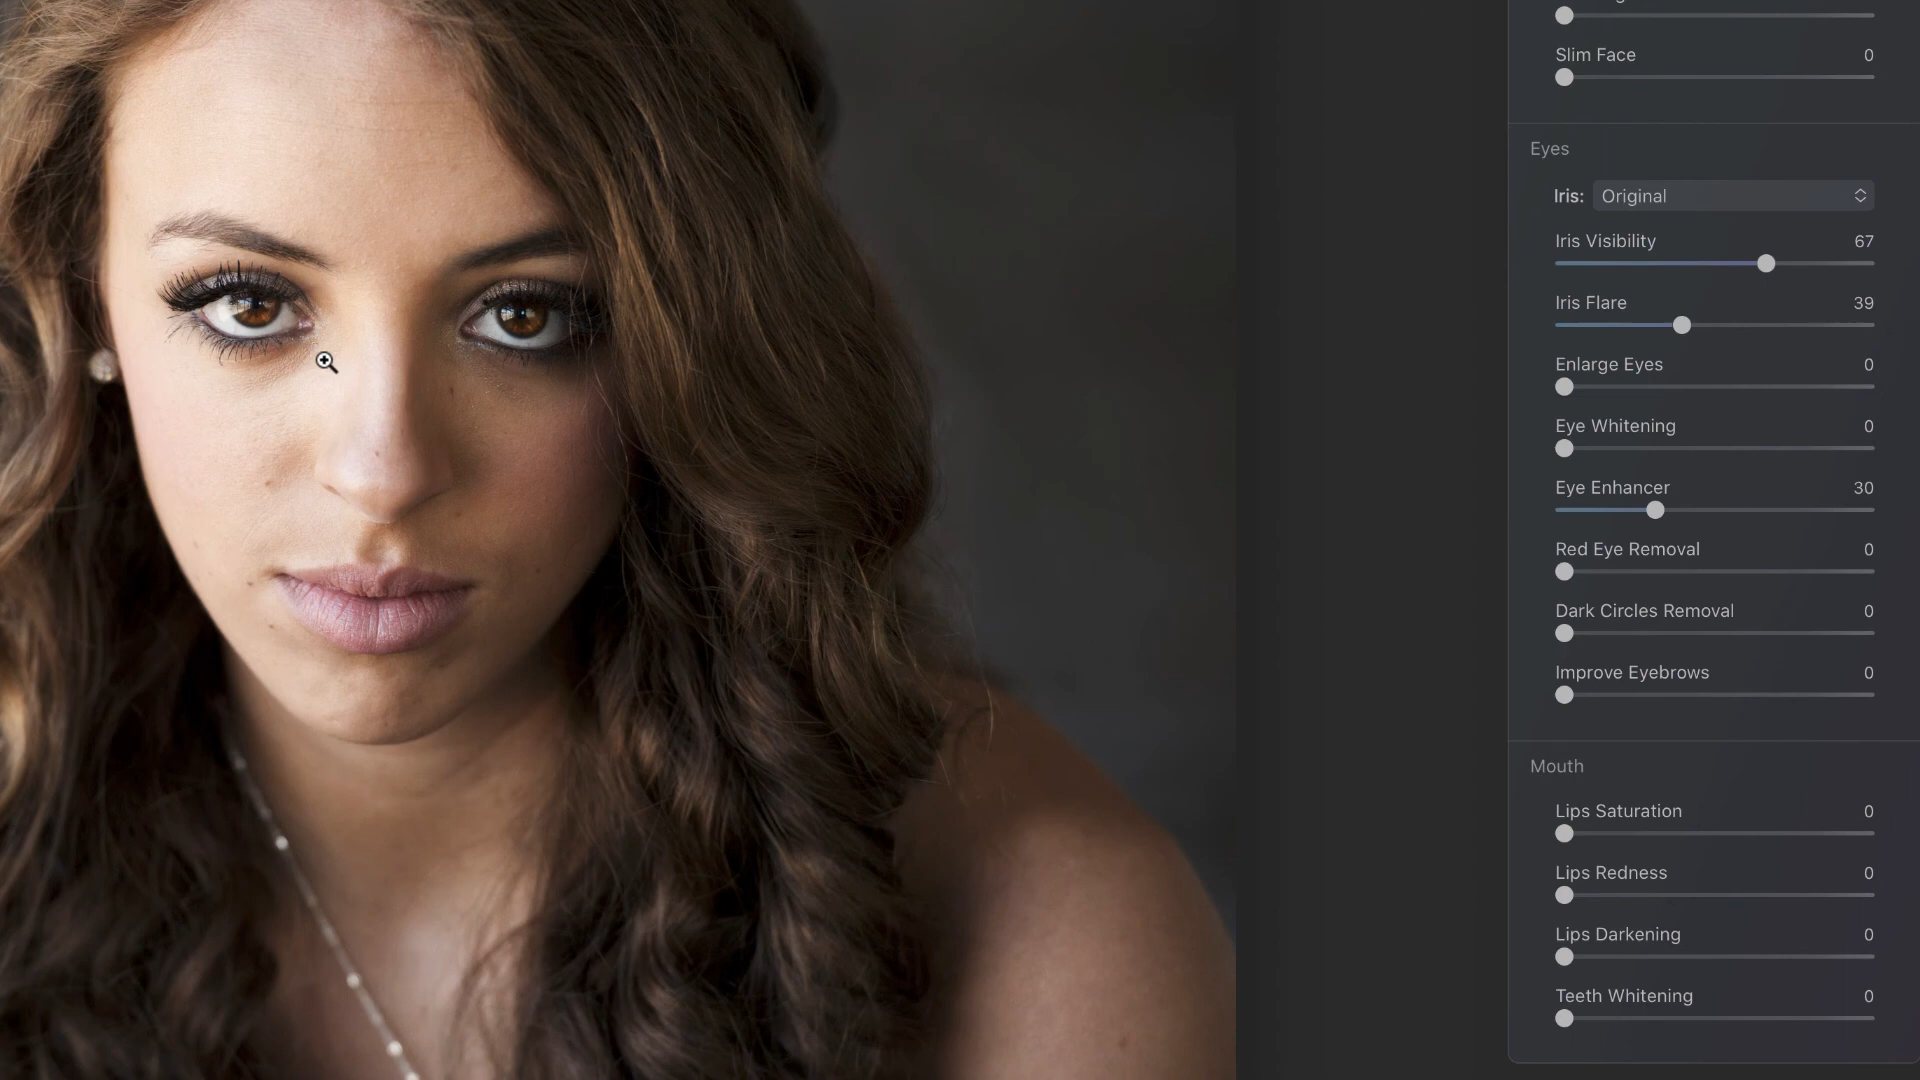 Slim Face 0
Eyes
Iris: Original
Iris Visibility 67
Iris Flare 39
Enlarge Eyes 0
Eye Whitening 0
Eye Enhancer 30
Red Eye Removal 0
Dark Circles Removal 0
Improve Eyebrows 0
Mouth
Lips Saturation 0
Lips Redness 0
Lips Darkening 0
Teeth Whitening 0